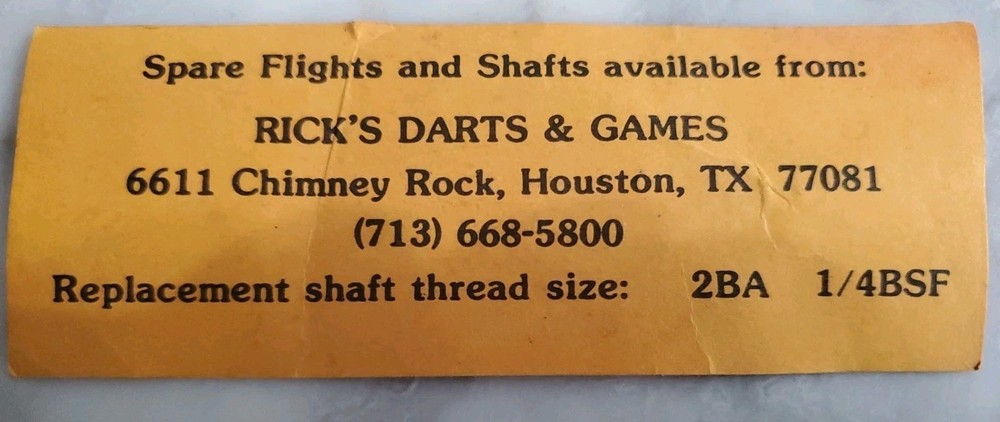 Spare Flights and Shafts available from:
RICK'S DARTS & GAMES
6611 Chimney Rock, Houston, TX 77081
(713) 668-5800
Replacement shaft thread size: 2BA 1/4BSF